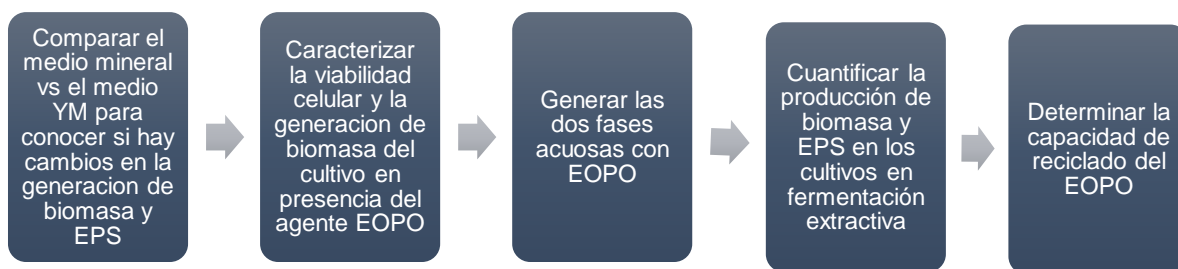 Comparar el
medio mineral
vs el medio
YM para
conocer si hay
cambios en la
generacion de
biomasa y
EPS
Caracterizar
la viabilidad
celular y la
generacion de
biomasa del
cultivo en
presencia del
agente EOPO
Generar las
dos fases
acuosas con
EOPO
Cuantificar la
producción de
biomasa y
EPS en los
cultivos en
fermentación
extractiva
Determinar la
capacidad de
reciclado del
EOPO